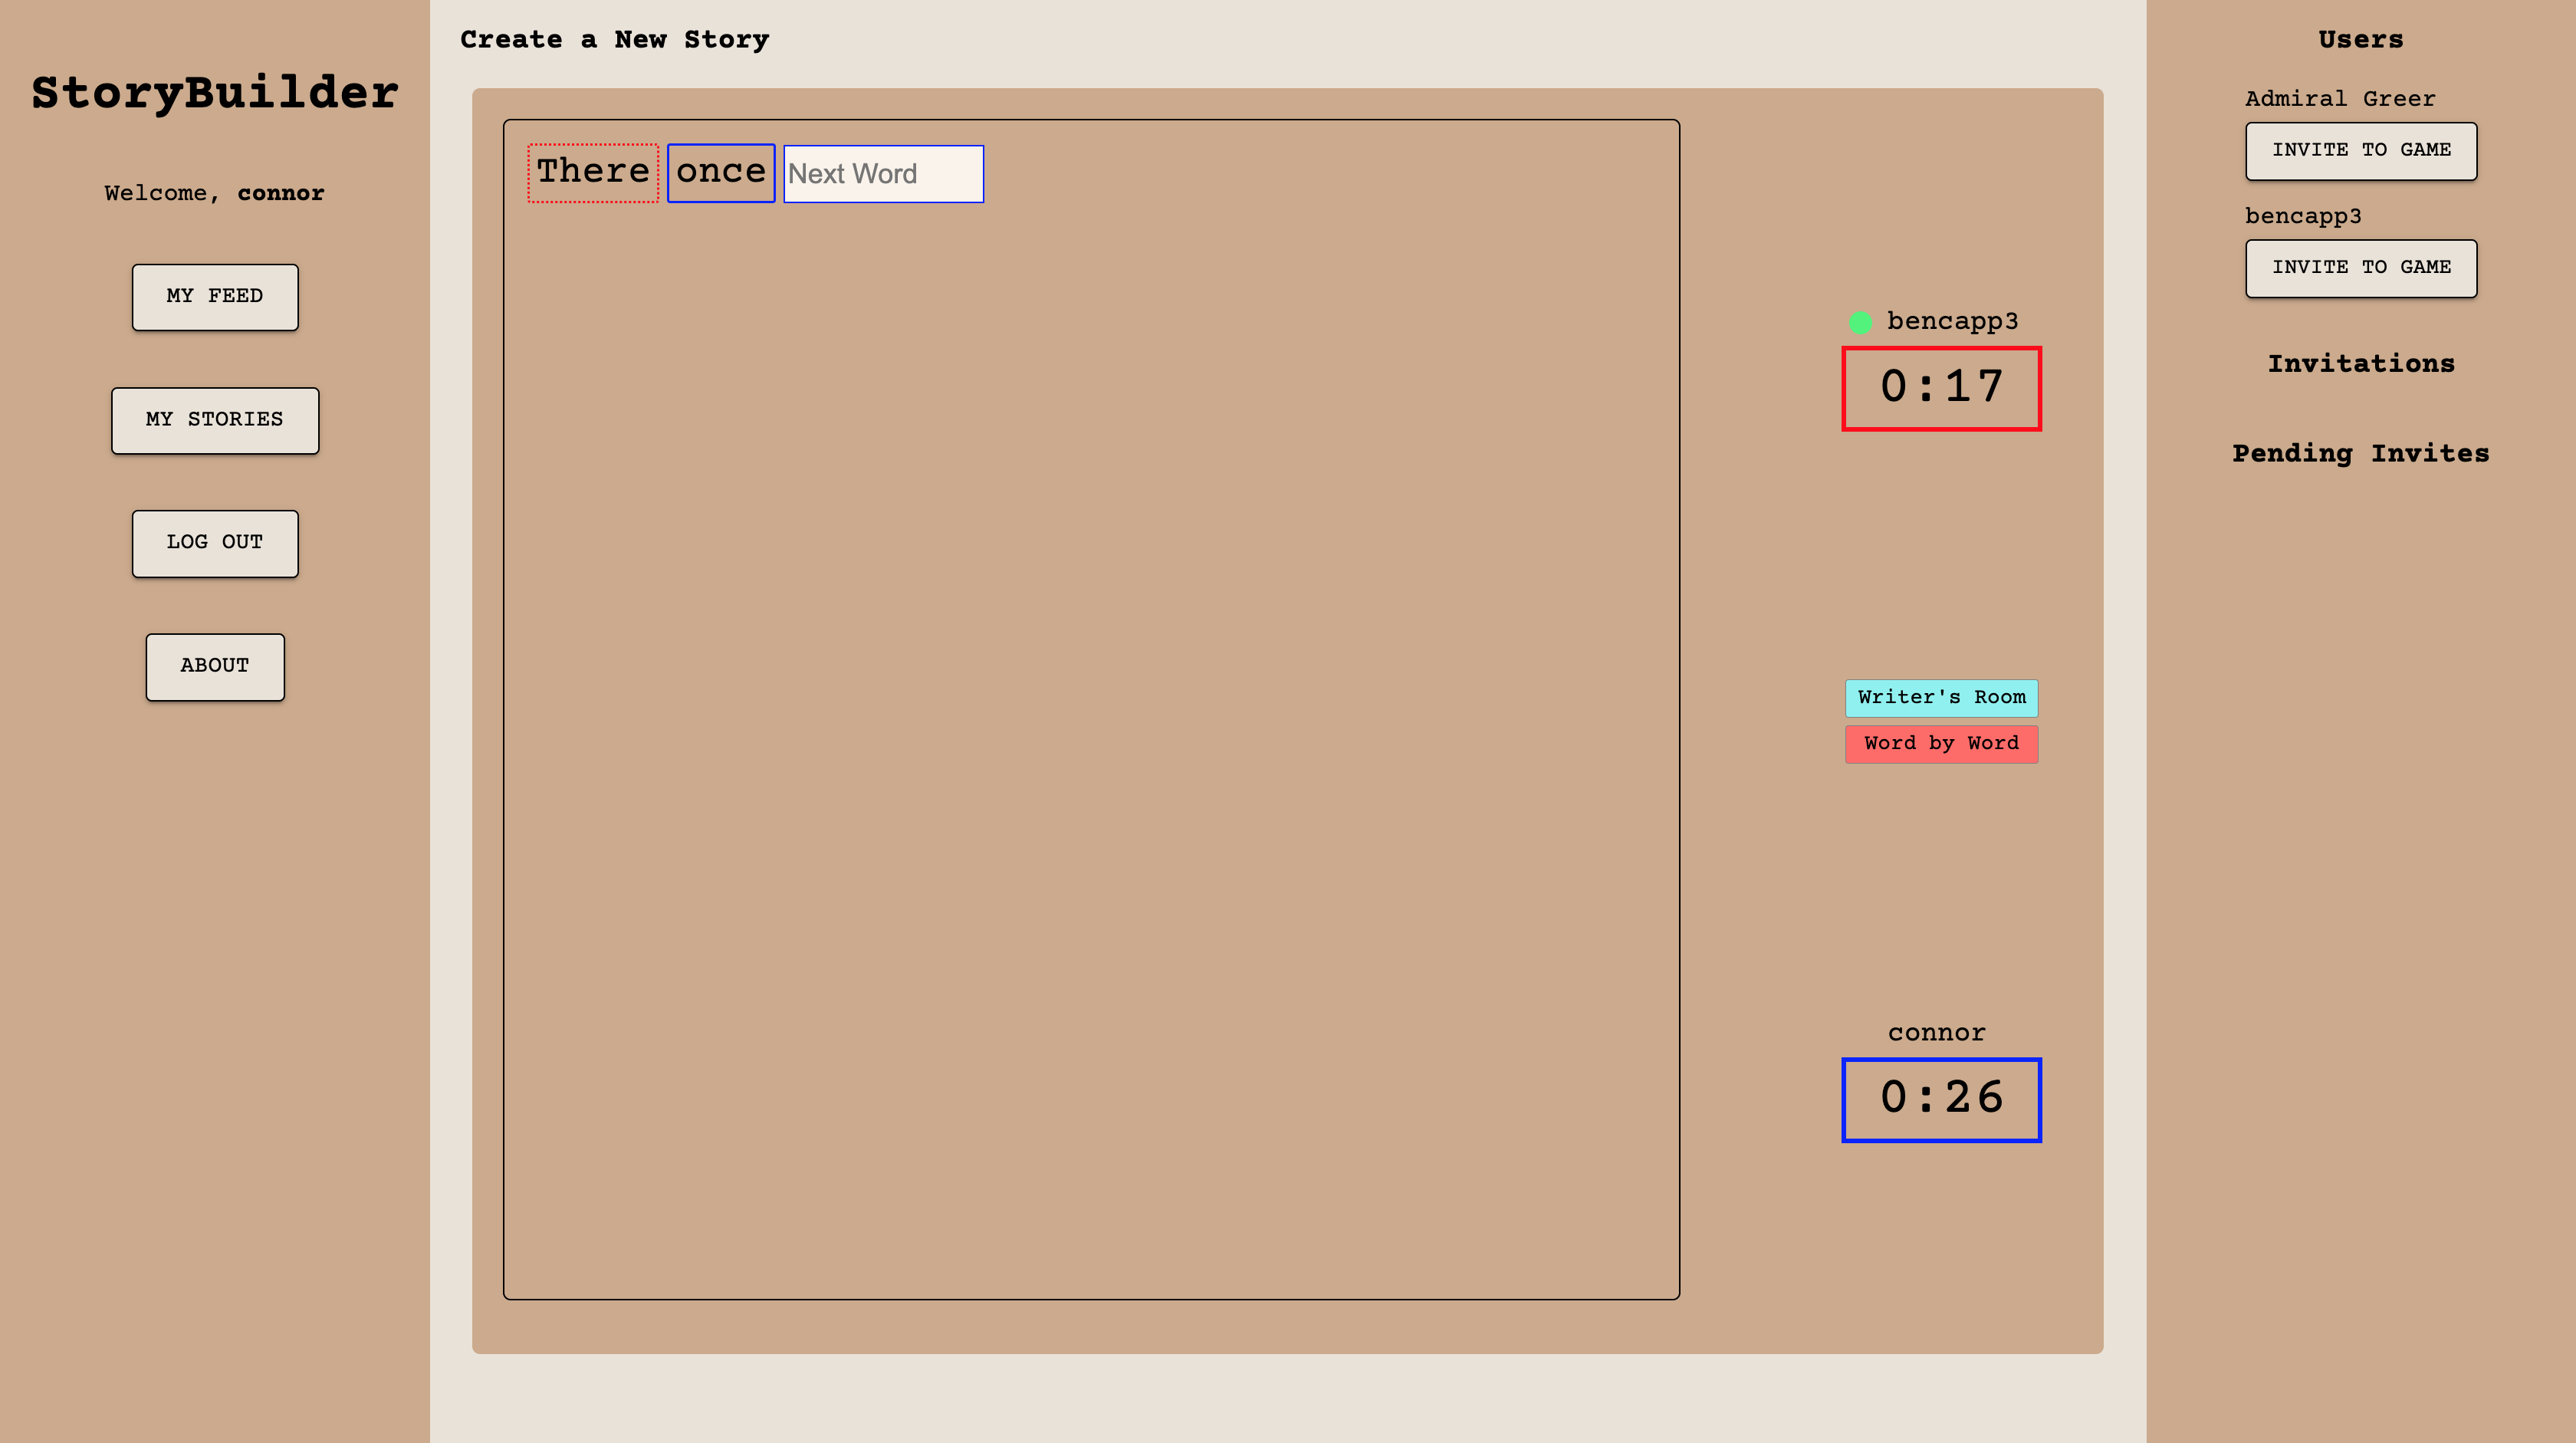 StoryBuilder
Welcome, connor
MY FEED
MY STORIES
LOG OUT
ABOUT
Create a New Story
There once Next Word
bencapp3
0:17
Writer's Room
Word by Word
connor
0:26
Users
Admiral Greer
INVITE TO GAME
bencapp3
INVITE TO GAME
Invitations
Pending Invites